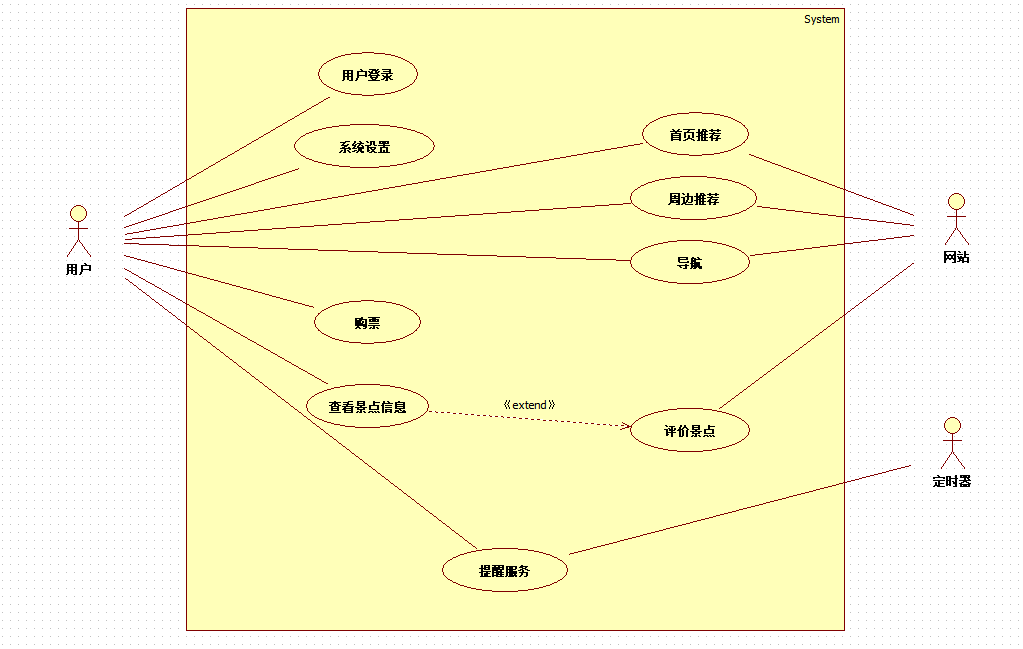 System
用户登录
系统设置
首页推荐
周边推荐
用户
网站
导航
购票
查看景点信息
《extend》
评价景点
定时器
提醒服务